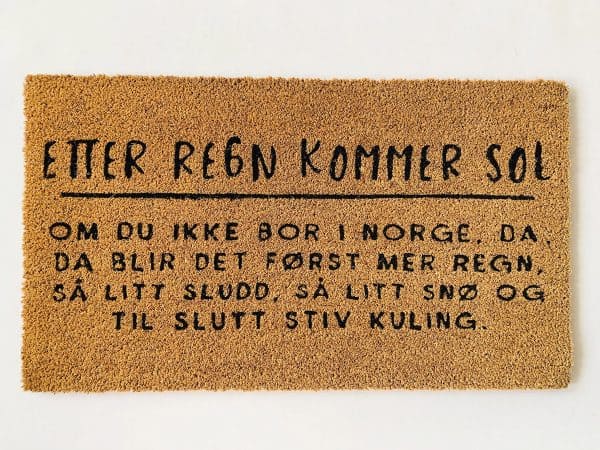 ETTER REGN KOMMER SOL
OM DU IKKE BOR I NORGE, DA,
DA BLIR DET FØRST MER REGN,
SÅ LITT SLUDD, SÅ LITT SNØ OG
TIL SLUTT STIV KULING.